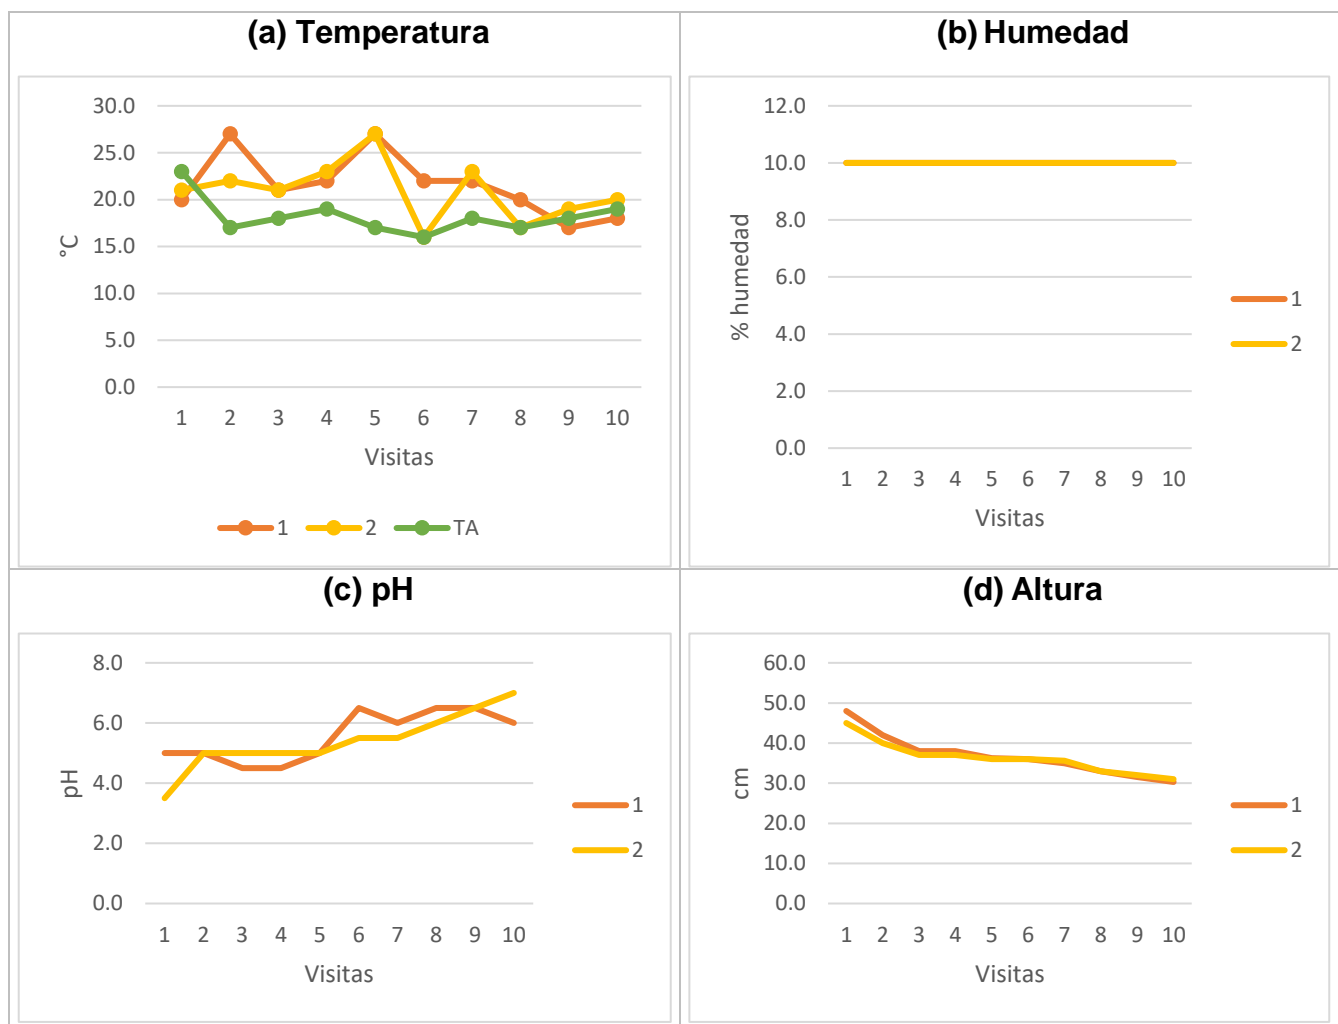 (a) Temperatura
30.0
25.0
20.0
15.0
10.0
5.0
0.0
°C
1 2 3 4 5 6 7 8 9 10
Visitas
1 2 TA
(b) Humedad
12.0
10.0
8.0
6.0
4.0
2.0
0.0
% humedad
1 2 3 4 5 6 7 8 9 10
Visitas
1
2
(c) pH
8.0
6.0
4.0
2.0
0.0
pH
1 2 3 4 5 6 7 8 9 10
Visitas
1
2
(d) Altura
60.0
50.0
40.0
30.0
20.0
10.0
0.0
cm
1 2 3 4 5 6 7 8 9 10
Visitas
1
2